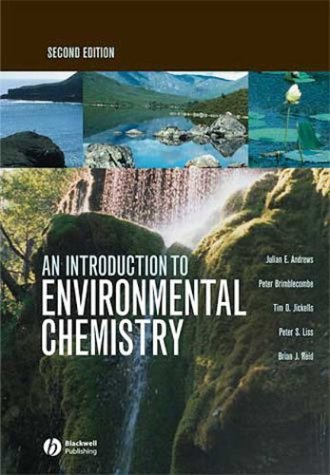 SECOND EDITION
AN INTRODUCTION TO
ENVIRONMENTAL
CHEMISTRY
Julian E. Andrews
Peter Brimblecombe
Tim D. Jickells
Peter S. Liss
Brian J. Reid
Blackwell
Publishing